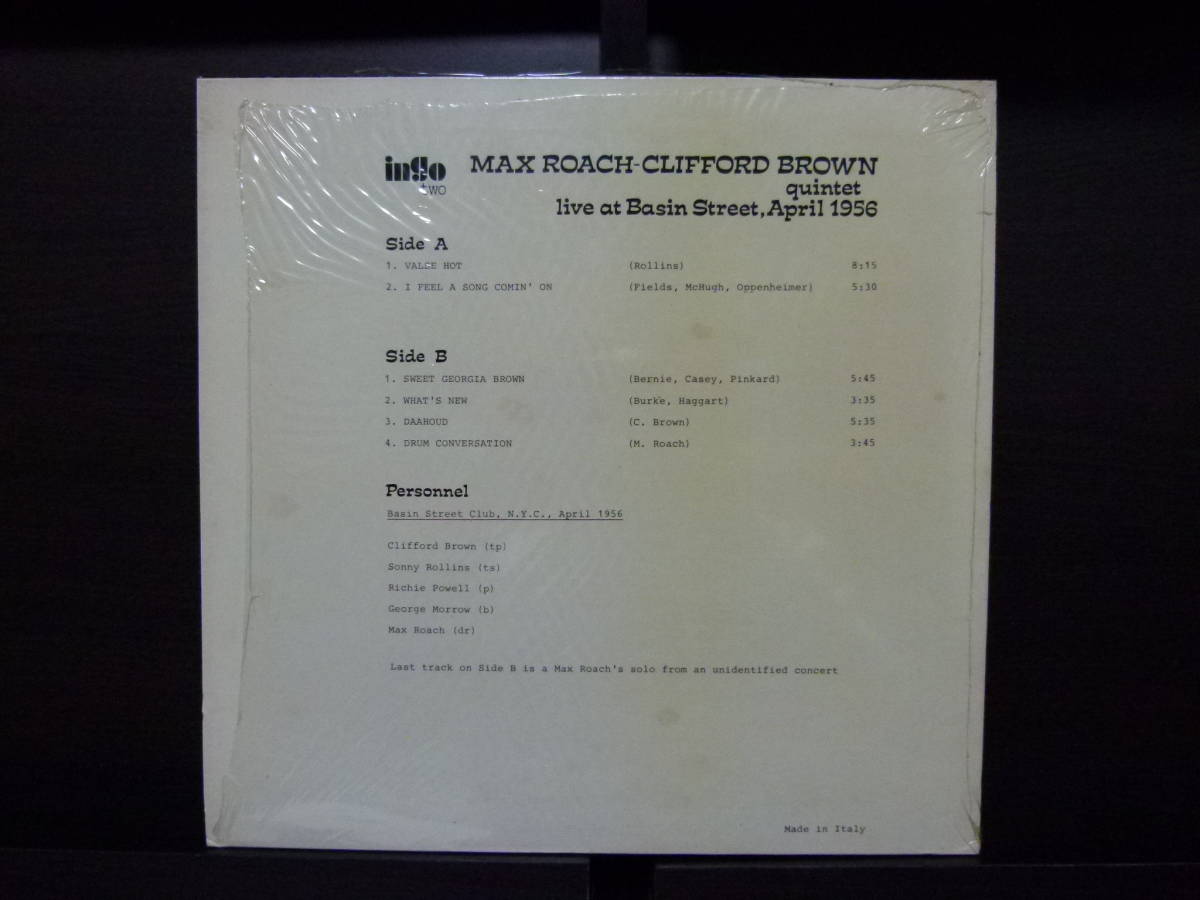 ingo
two
MAX ROACH-CLIFFORD BROWN
quintet
live at Basin Street, April 1956
Side A
1. VALSE HOT (Rollins) 8:15
2. I FEEL A SONG COMIN' ON (Fields, McHugh, Oppenheimer) 5:30
Side B
1. SWEET GEORGIA BROWN (Bernie, Casey, Pinkard) 5:45
2. WHAT'S NEW (Burke, Haggart) 3:35
3. DAAHOUD (C. Brown) 5:35
4. DRUM CONVERSATION (M. Roach) 3:45
Personnel
Basin Street Club, N.Y.C., April 1956
Clifford Brown (tp)
Sonny Rollins (ts)
Richie Powell (p)
George Morrow (b)
Max Roach (dr)
Last track on Side B is a Max Roach's solo from an unidentified concert
Made in Italy